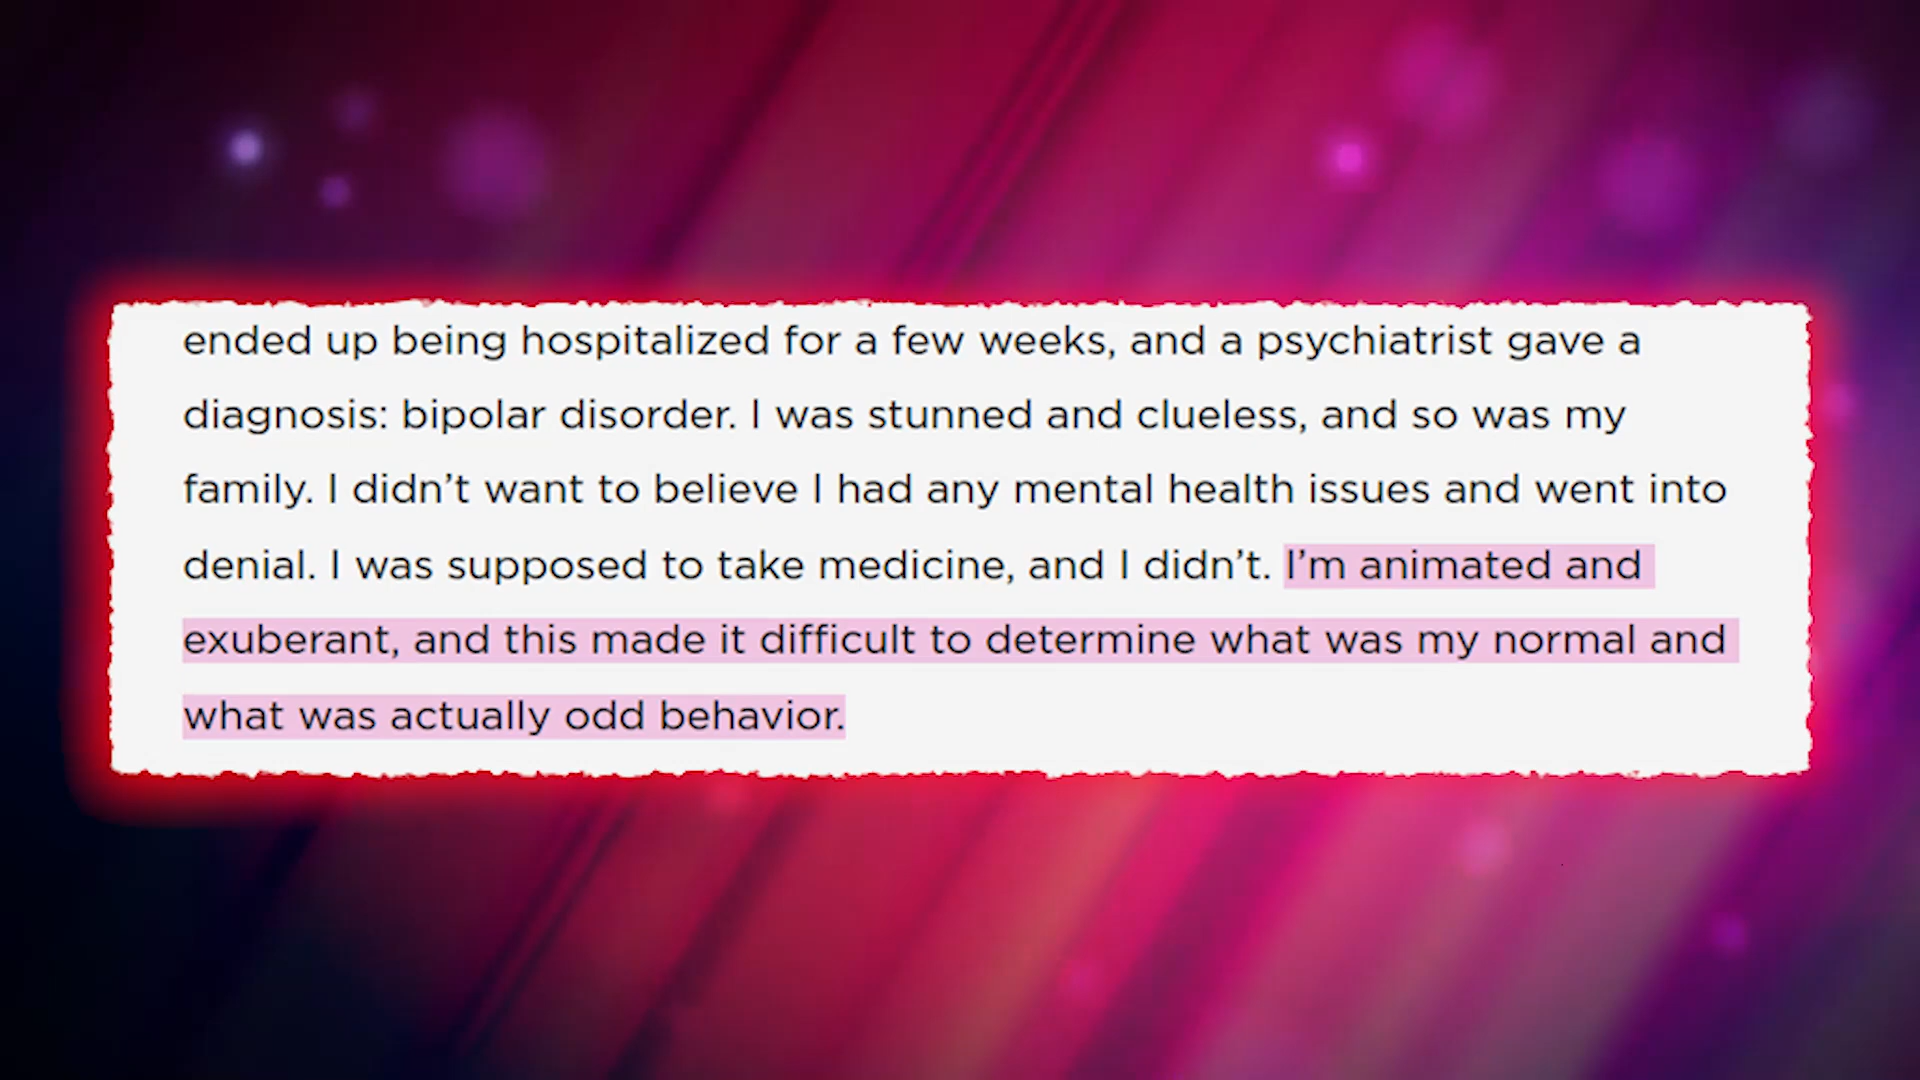 ended up being hospitalized for a few weeks, and a psychiatrist gave a
diagnosis: bipolar disorder. I was stunned and clueless, and so was my
family. I didn’t want to believe I had any mental health issues and went into
denial. I was supposed to take medicine, and I didn’t. I’m animated and
exuberant, and this made it difficult to determine what was my normal and
what was actually odd behavior.